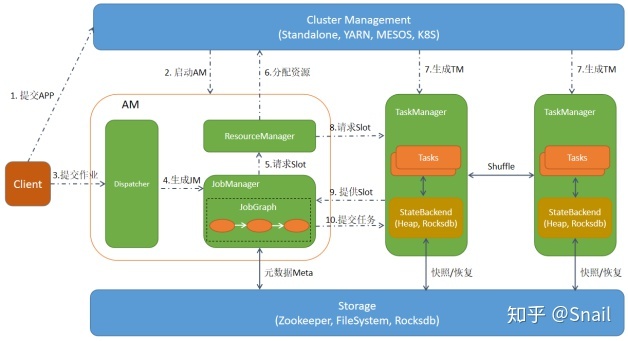 Cluster Management
(Standalone, YARN, MESOS, K8S)
1. 提交APP
2. 启动AM
6.分配资源
7.生成TM
7.生成TM
AM
ResourceManager
8.请求Slot
TaskManager
TaskManager
Client
3.提交作业
Dispatcher
4.生成JM
5.请求Slot
JobManager
JobGraph
9. 提供Slot
10.提交任务
Tasks
Shuffle
Tasks
StateBackend
(Heap, Rocksdb)
StateBackend
(Heap, Rocksdb)
元数据Meta
快照/恢复
快照/恢复
Storage
(Zookeeper, FileSystem, Rocksdb)
知乎 @Snail